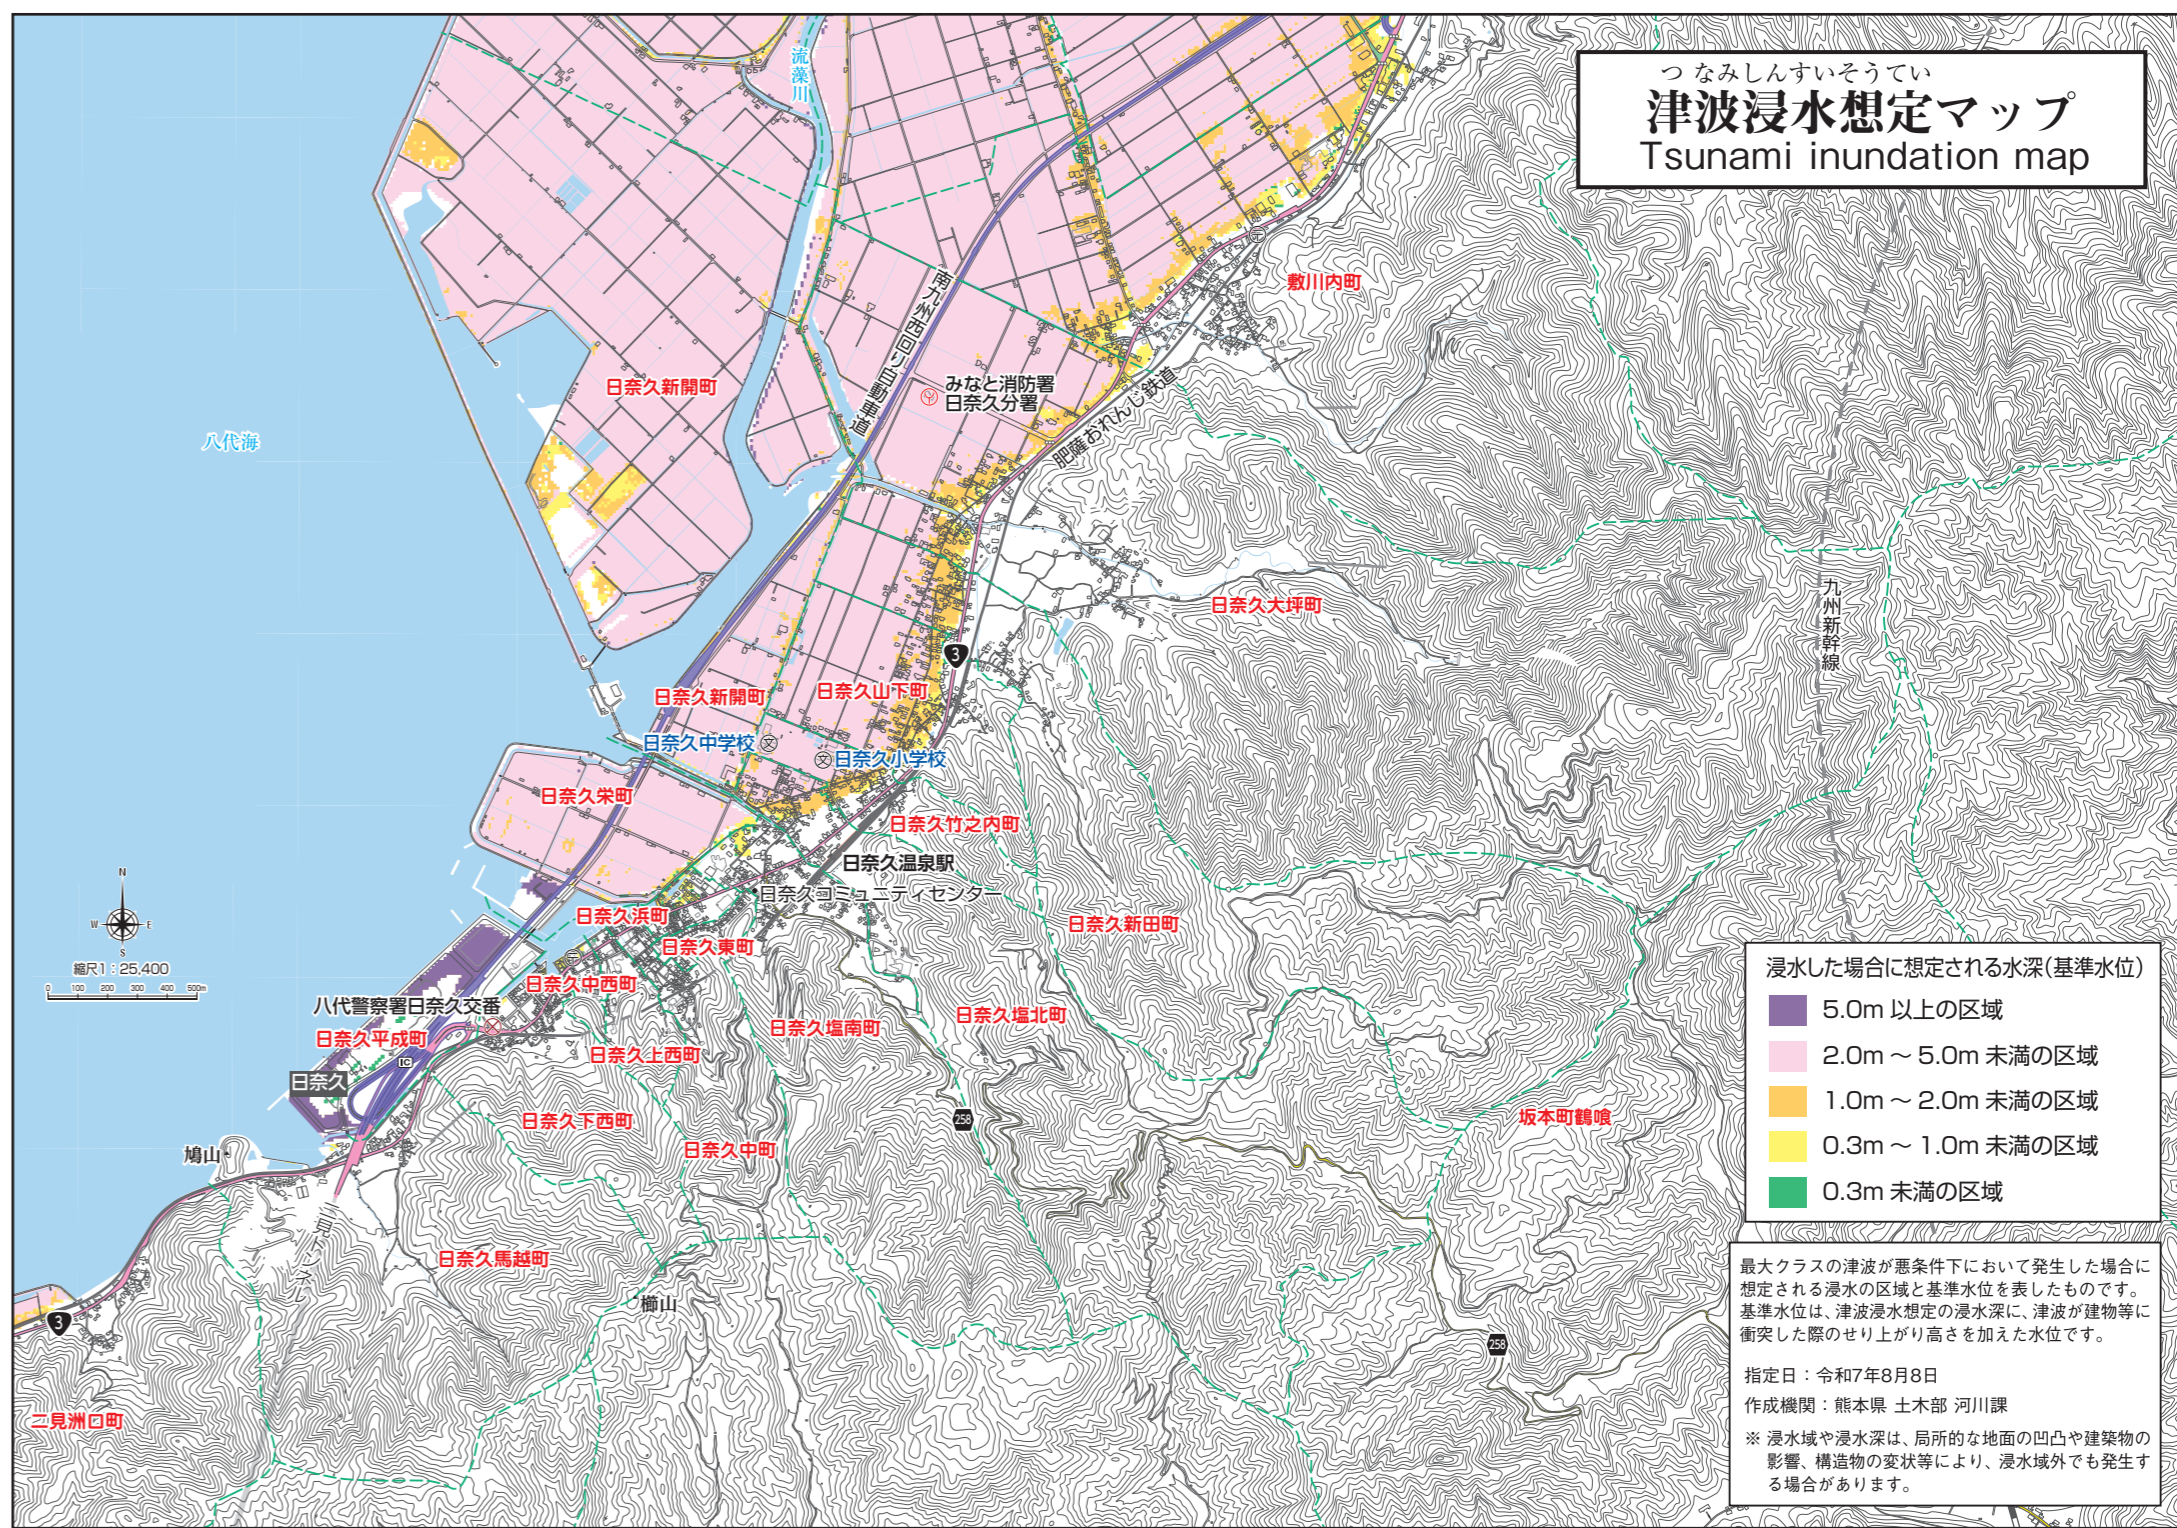 つ なみしんすいそうてい
津波浸水想定マップ
Tsunami inundation map
流藻川
敷川内町
南九州西回り自動車道
みなと消防署
日奈久分署
日奈久新開町
肥薩おれんじ鉄道
八代海
九州新幹線
日奈久大坪町
3
日奈久新開町
日奈久山下町
日奈久中学校
文
文
日奈久小学校
日奈久栄町
日奈久竹之内町
日奈久温泉駅
日奈久コミュニティセンター
日奈久浜町
日奈久東町
日奈久新田町
日奈久中西町
N
W
E
S
縮尺1:25,400
0 100 200 300 400 500m
八代警察署日奈久交番
日奈久平成町
IC
日奈久
日奈久塩南町
日奈久塩北町
日奈久上西町
日奈久下西町
日奈久中町
258
坂本町鶴喰
鳩山
日奈久馬越町
櫛山
3
258
二見洲口町
浸水した場合に想定される水深(基準水位)
5.0m 以上の区域
2.0m ～ 5.0m 未満の区域
1.0m ～ 2.0m 未満の区域
0.3m ～ 1.0m 未満の区域
0.3m 未満の区域
最大クラスの津波が悪条件下において発生した場合に
想定される浸水の区域と基準水位を表したものです。
基準水位は、津波浸水想定の浸水深に、津波が建物等に
衝突した際のせり上がり高さを加えた水位です。
指定日：令和7年8月8日
作成機関：熊本県 土木部 河川課
※ 浸水域や浸水深は、局所的な地面の凹凸や建築物の
影響、構造物の変状等により、浸水域外でも発生す
る場合があります。